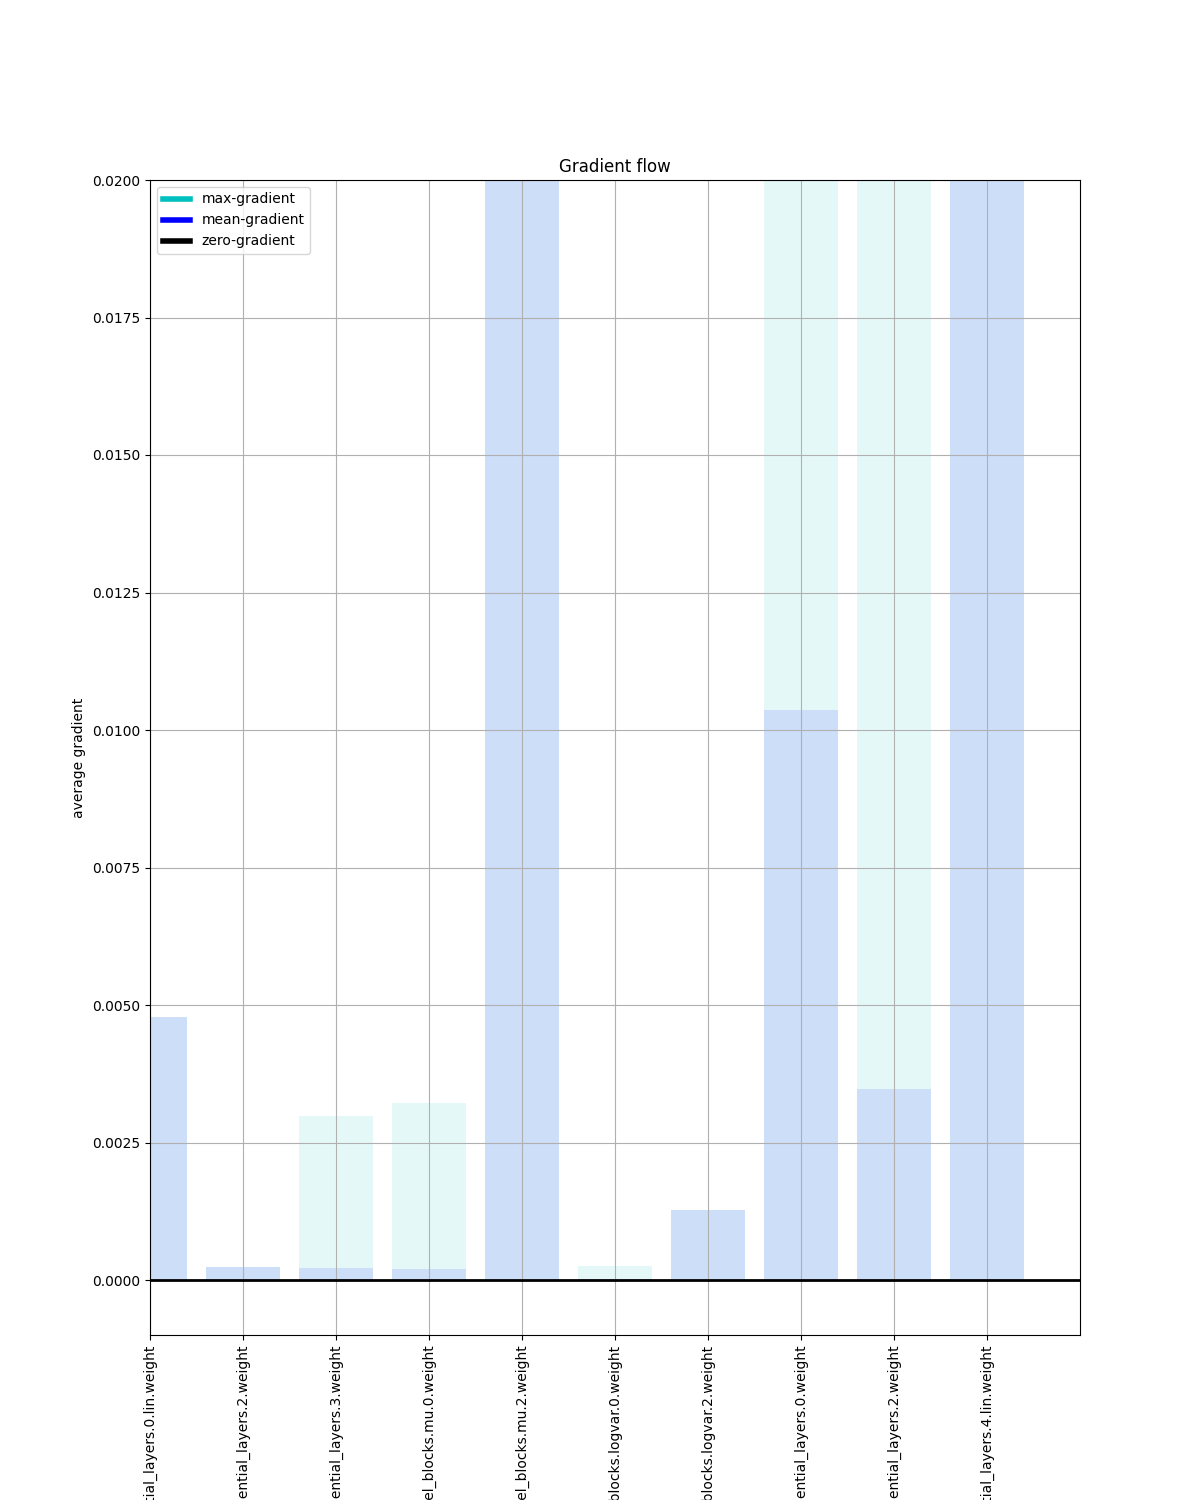 Gradient flow
max-gradient
mean-gradient
zero-gradient
0.0200
0.0175
0.0150
0.0125
0.0100
0.0075
0.0050
0.0025
0.0000
average gradient
tial_layers.0.lin.weight
ential_layers.2.weight
ential_layers.3.weight
el_blocks.mu.0.weight
el_blocks.mu.2.weight
blocks.logvar.0.weight
blocks.logvar.2.weight
ential_layers.0.weight
ential_layers.2.weight
tial_layers.4.lin.weight